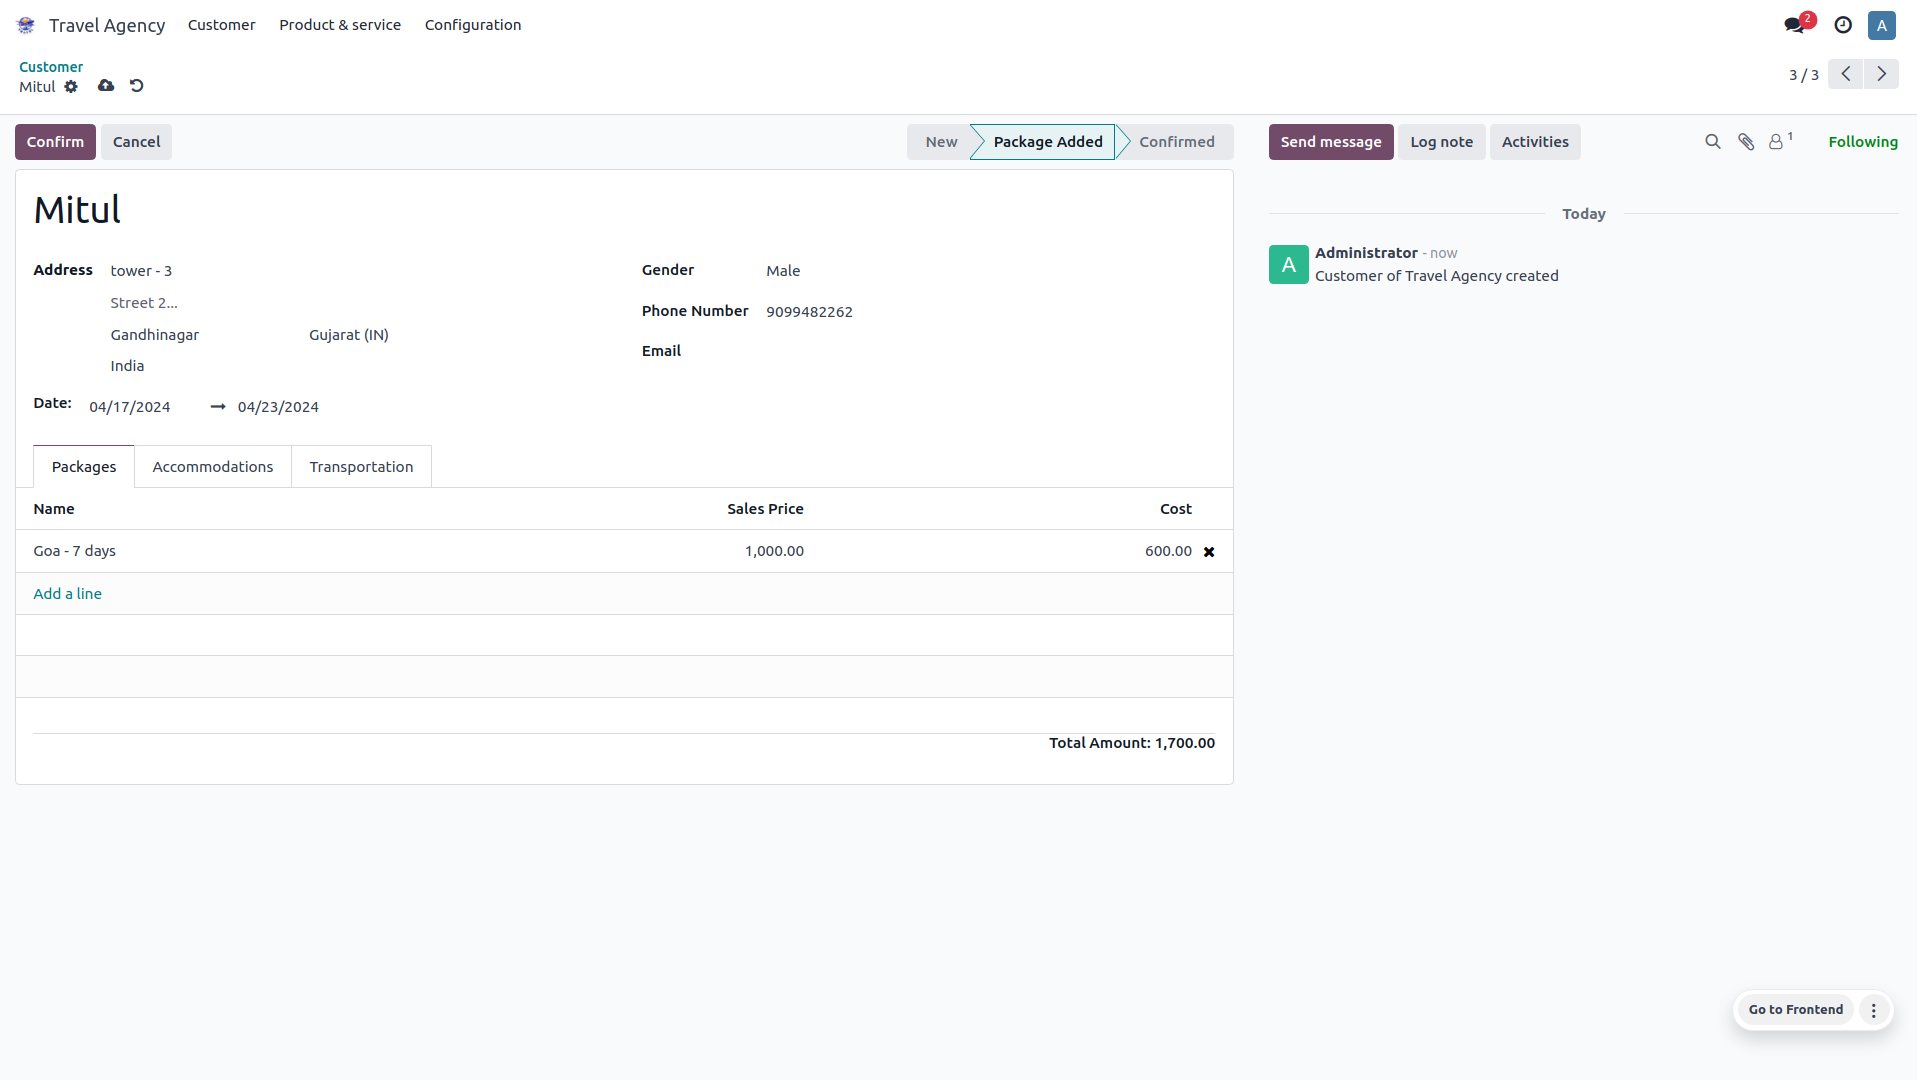 Travel Agency Customer Product & service Configuration 2 A
Customer
Mitul 3 / 3
Confirm Cancel New Package Added Confirmed Send message Log note Activities 1 Following
Mitul
Today
Administrator - now
A
Customer of Travel Agency created
Address tower - 3 Gender Male
Street 2... Phone Number 9099482262
Gandhinagar Gujarat (IN)
Email
India
Date: 04/17/2024 04/23/2024
Packages Accommodations Transportation
Name Sales Price Cost
Goa - 7 days 1,000.00 600.00
Add a line
Total Amount: 1,700.00
Go to Frontend